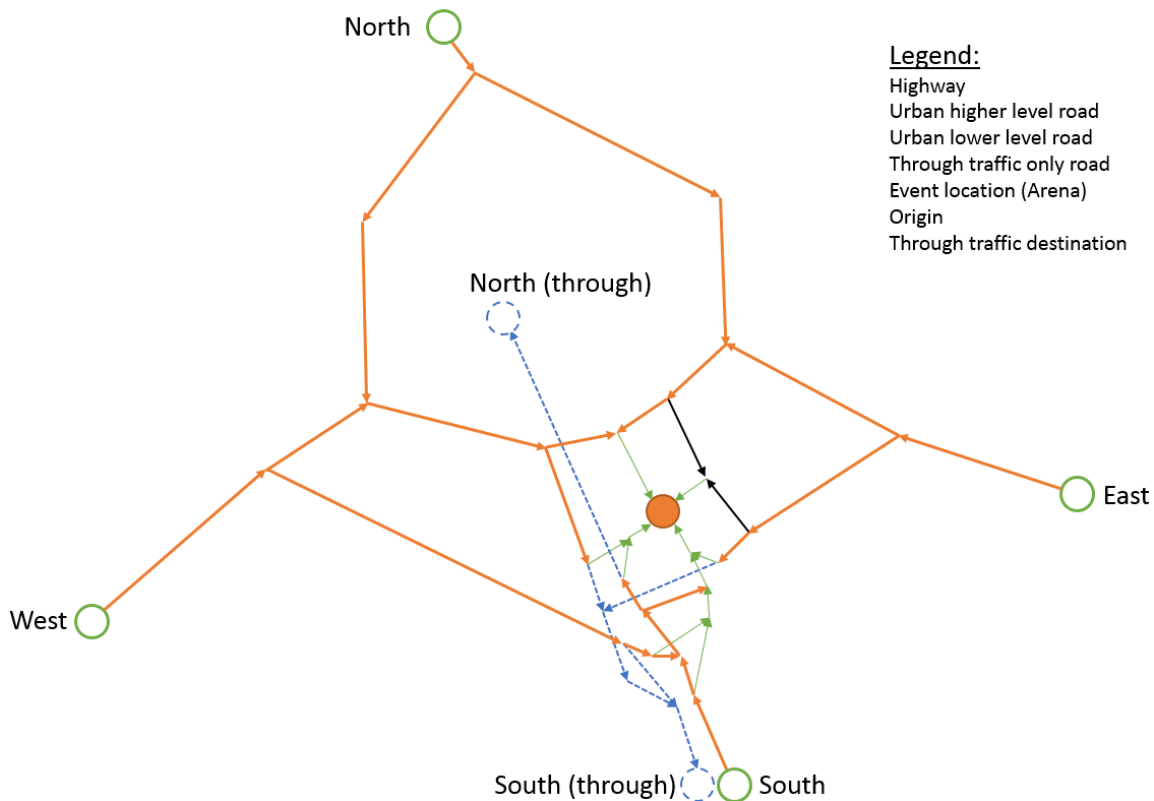 North
Legend:
Highway
Urban higher level road
Urban lower level road
Through traffic only road
Event location (Arena)
Origin
Through traffic destination
North (through)
East
West
South (through)
South